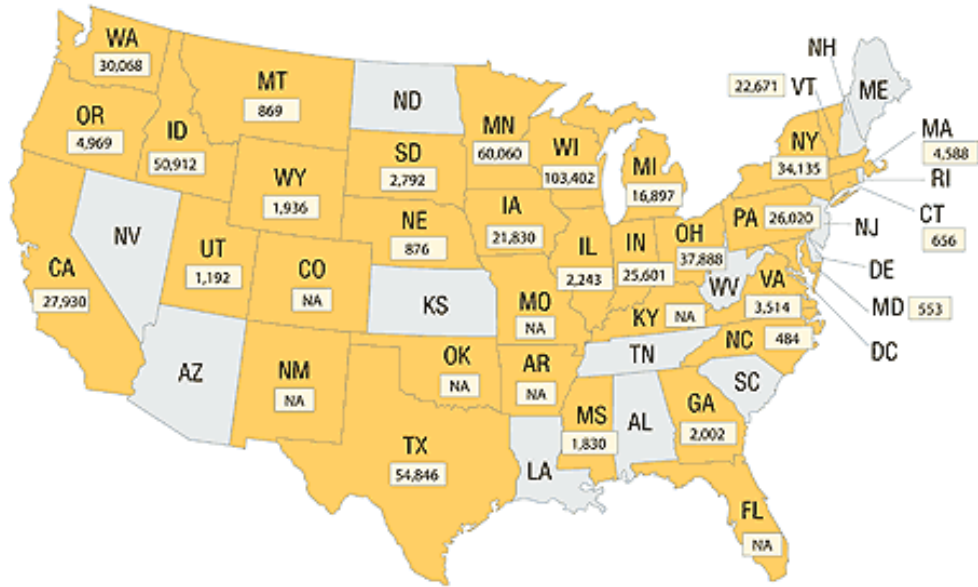 WA
30,068
OR
4,969
ID
50,912
MT
869
ND
WY
1,936
SD
2,792
NE
876
MN
60,060
WI
103,402
MI
16,897
IA
21,830
NV
CA
27,930
UT
1,192
CO
NA
KS
MO
NA
IL
2,243
IN
25,601
OH
37,888
KY
NA
WV
VA
3,514
PA
26,020
NY
34,135
NH
22,671
VT
ME
MA
4,588
RI
CT
656
NJ
DE
MD
553
DC
NC
484
TN
SC
AZ
NM
NA
OK
NA
AR
NA
TX
54,846
LA
MS
1,830
AL
GA
2,002
FL
NA